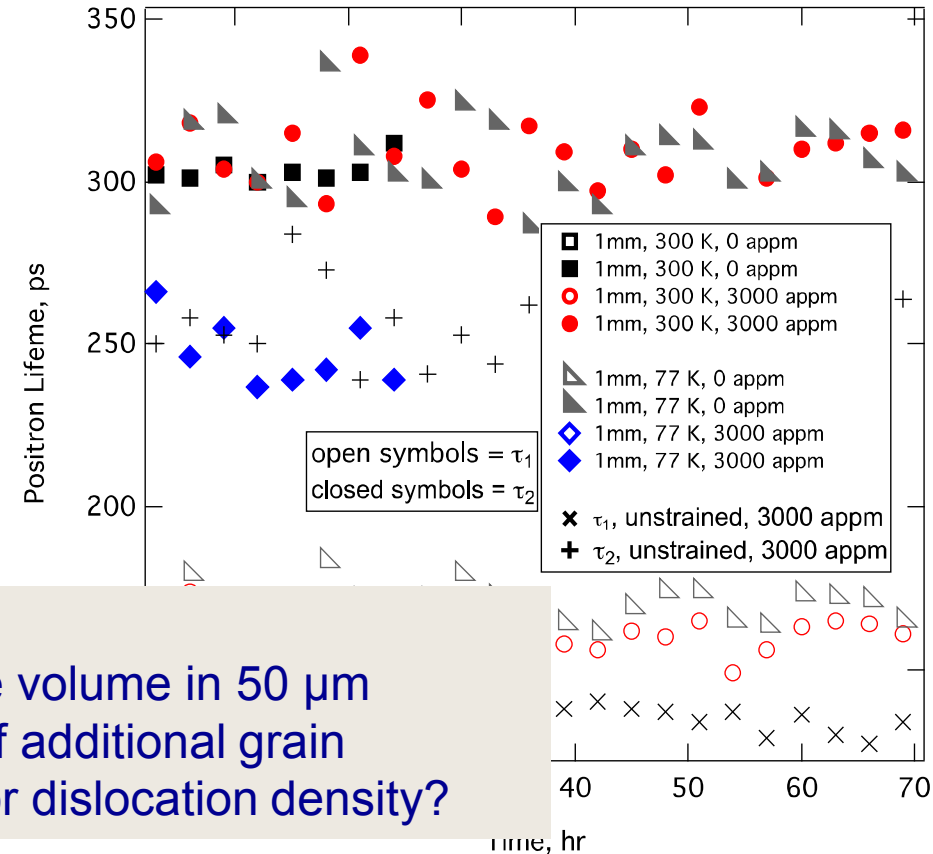 350
300
250
200
Positron Lifeme, ps
1mm, 300 K, 0 appm
1mm, 300 K, 0 appm
1mm, 300 K, 3000 appm
1mm, 300 K, 3000 appm
1mm, 77 K, 0 appm
1mm, 77 K, 0 appm
1mm, 77 K, 3000 appm
1mm, 77 K, 3000 appm
τ₁, unstrained, 3000 appm
τ₂, unstrained, 3000 appm
open symbols = τ₁
closed symbols = τ₂
volume in 50 µm
additional grain
or dislocation density?
40 50 60 70
Time, hr